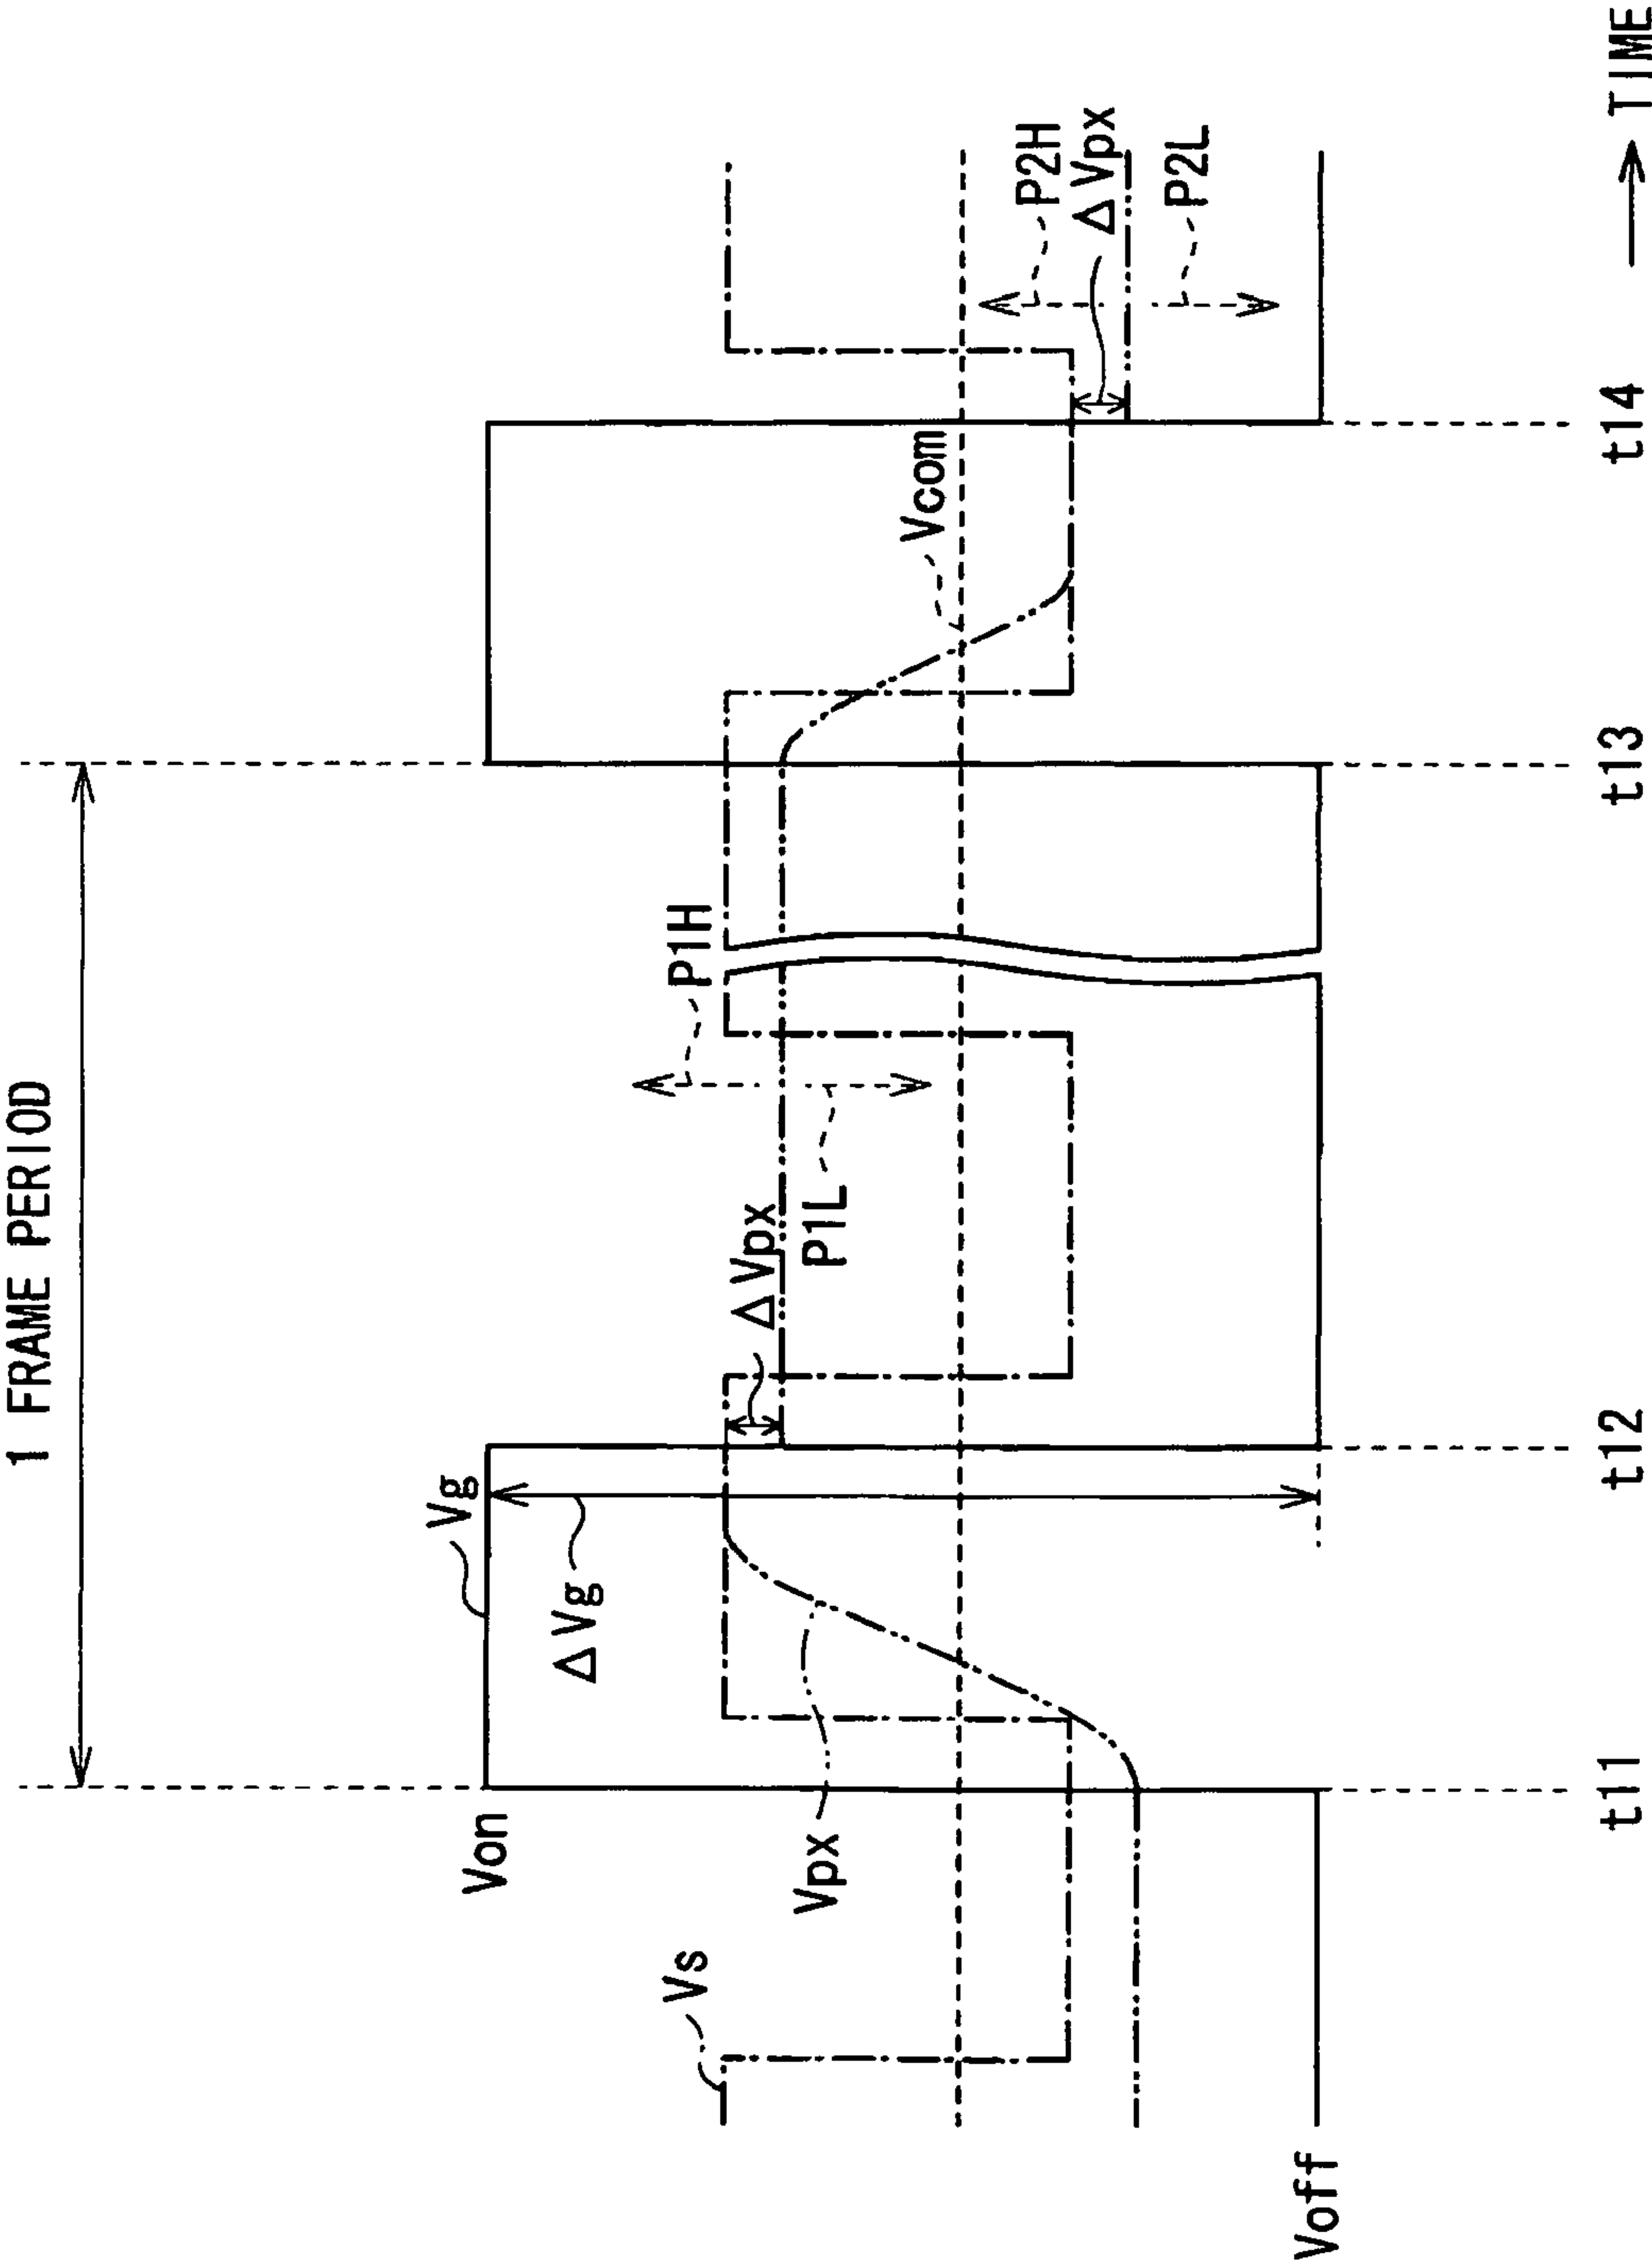 1 FRAME PERIOD
Von
Vg
ΔVg
Vs
Vpx
ΔVpx
P1H
P1L
Vcom
P2H
ΔVpx
P2L
Voff
t11
t12
t13
t14
TIME